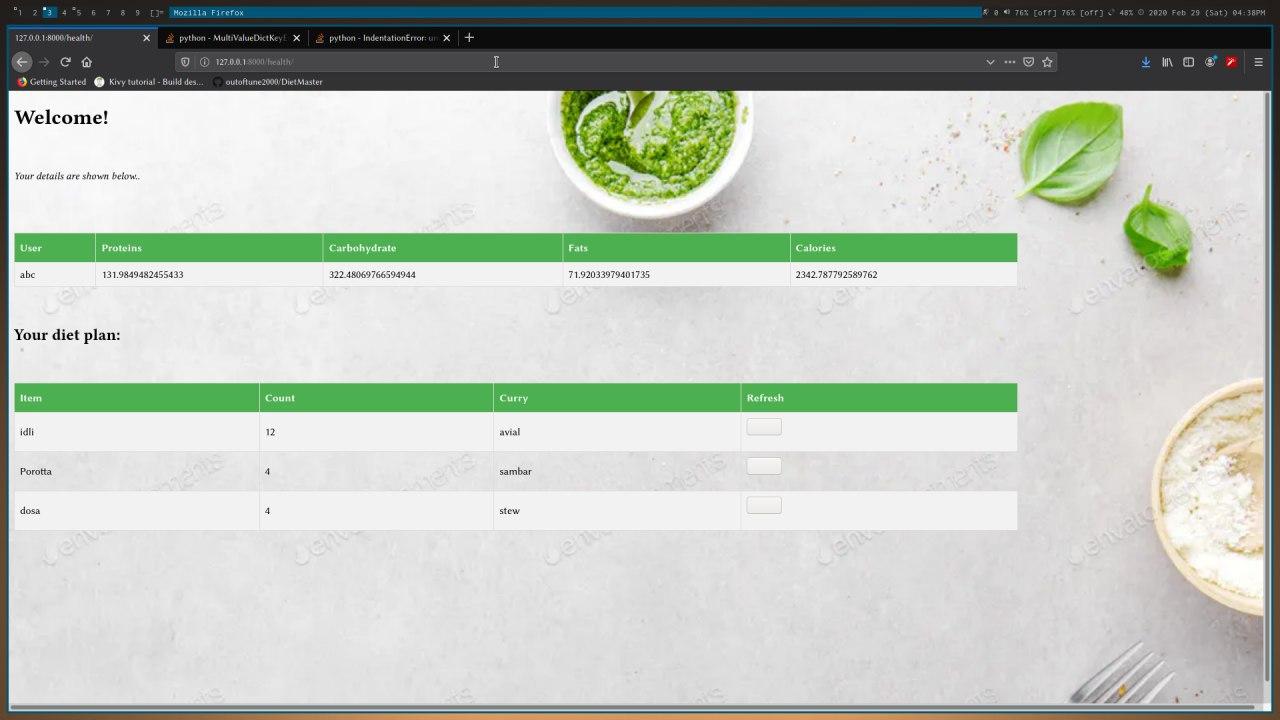 1 2 3 4 5 6 7 8 9 []= Mozilla Firefox 0 76% [off] 76% [off] 48% 2020 Feb 29 (Sat) 04:38PM
127.0.0.1:8000/health/ python - MultiValueDictKeyE python - IndentationError: un
127.0.0.1:8000/health/
Getting Started Kivy tutorial - Build des... outoftune2000/DietMaster
Welcome!
Your details are shown below..
User Proteins Carbohydrate Fats Calories
abc 131.9849482455433 322.48069766594944 71.92033979401735 2342.787792589762
Your diet plan:
Item Count Curry Refresh
idli 12 avial
Porotta 4 sambar
dosa 4 stew